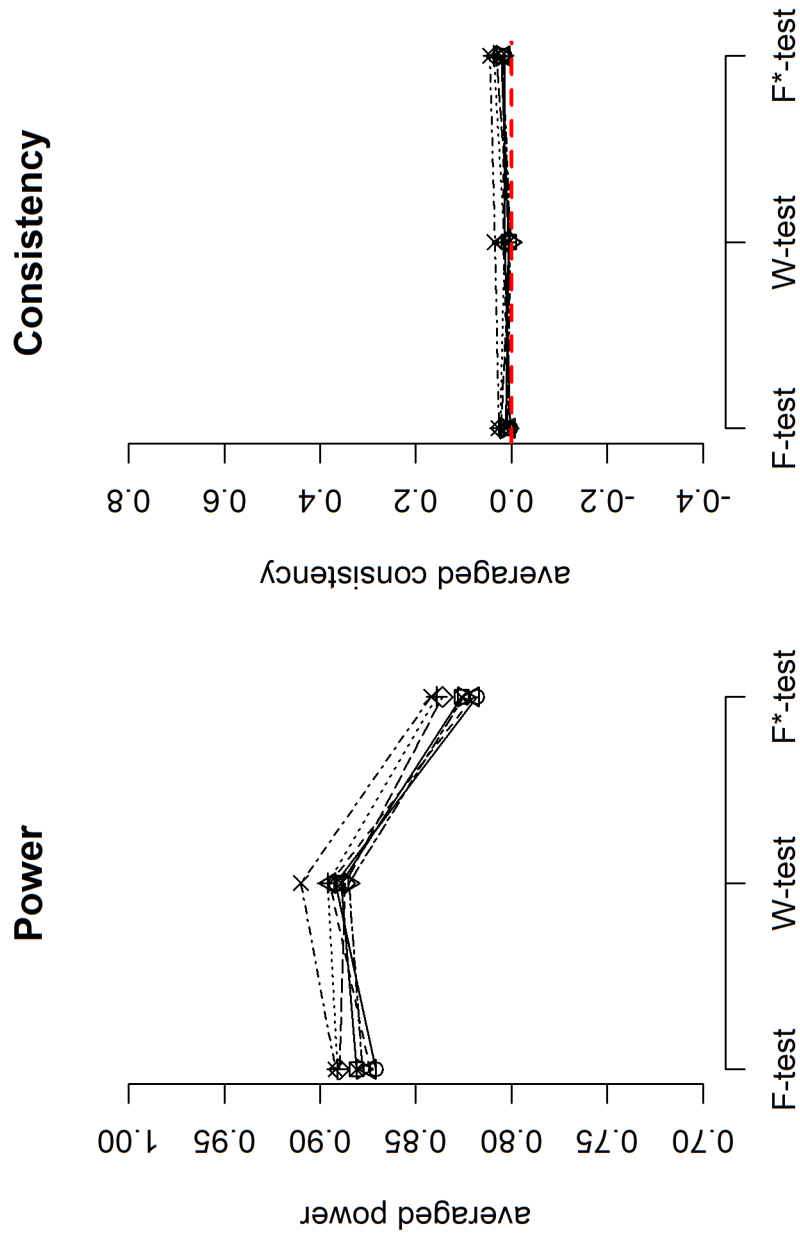 Power
averaged power
1.00
0.95
0.90
0.85
0.80
0.75
0.70
F-test
W-test
F*-test
Consistency
averaged consistency
0.8
0.6
0.4
0.2
0.0
-0.2
-0.4
F-test
W-test
F*-test